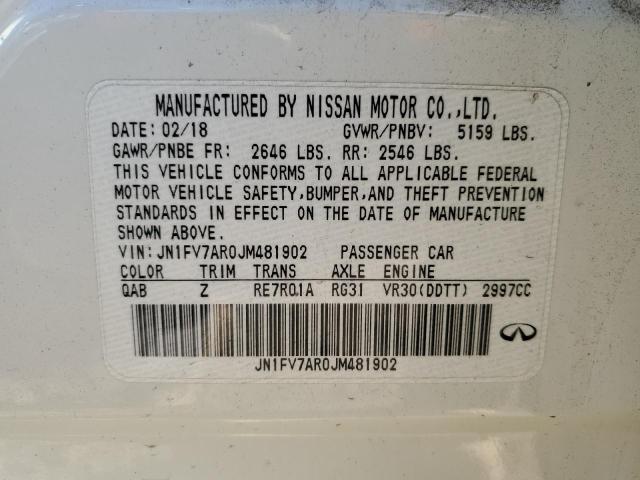 MANUFACTURED BY NISSAN MOTOR CO.,LTD.
DATE: 02/18 GVWR/PNBV: 5159 LBS.
GAWR/PNBE FR: 2646 LBS. RR: 2546 LBS.
THIS VEHICLE CONFORMS TO ALL APPLICABLE FEDERAL
MOTOR VEHICLE SAFETY,BUMPER,AND THEFT PREVENTION
STANDARDS IN EFFECT ON THE DATE OF MANUFACTURE
SHOWN ABOVE.
VIN: JN1FV7AR0JM481902 PASSENGER CAR
COLOR TRIM TRANS AXLE ENGINE
QAB Z RE7R01A RG31 VR30(DDTT) 2997CC
JN1FV7AR0JM481902